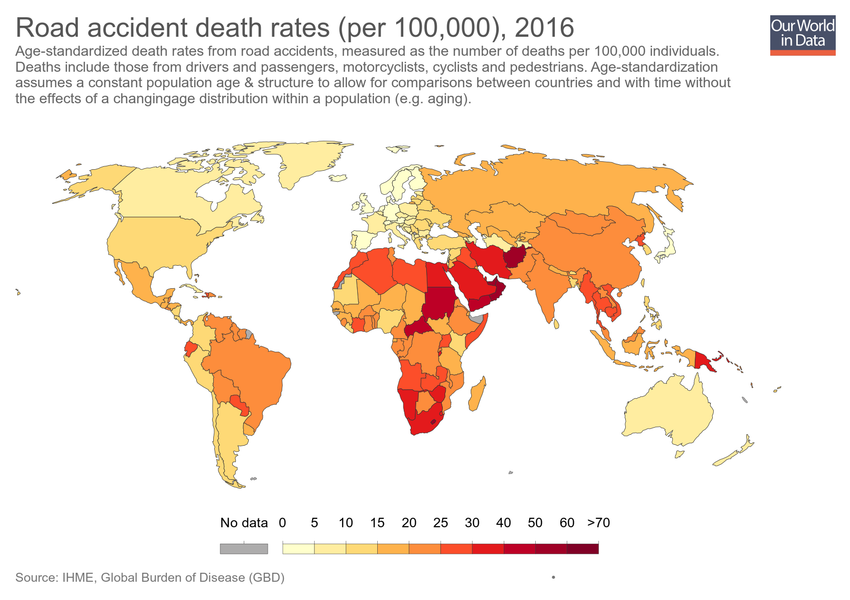 Road accident death rates (per 100,000), 2016
Our World
in Data
Age-standardized death rates from road accidents, measured as the number of deaths per 100,000 individuals.
Deaths include those from drivers and passengers, motorcyclists, cyclists and pedestrians. Age-standardization
assumes a constant population age & structure to allow for comparisons between countries and with time without
the effects of a changingage distribution within a population (e.g. aging).
No data 0 5 10 15 20 25 30 40 50 60 >70
Source: IHME, Global Burden of Disease (GBD)